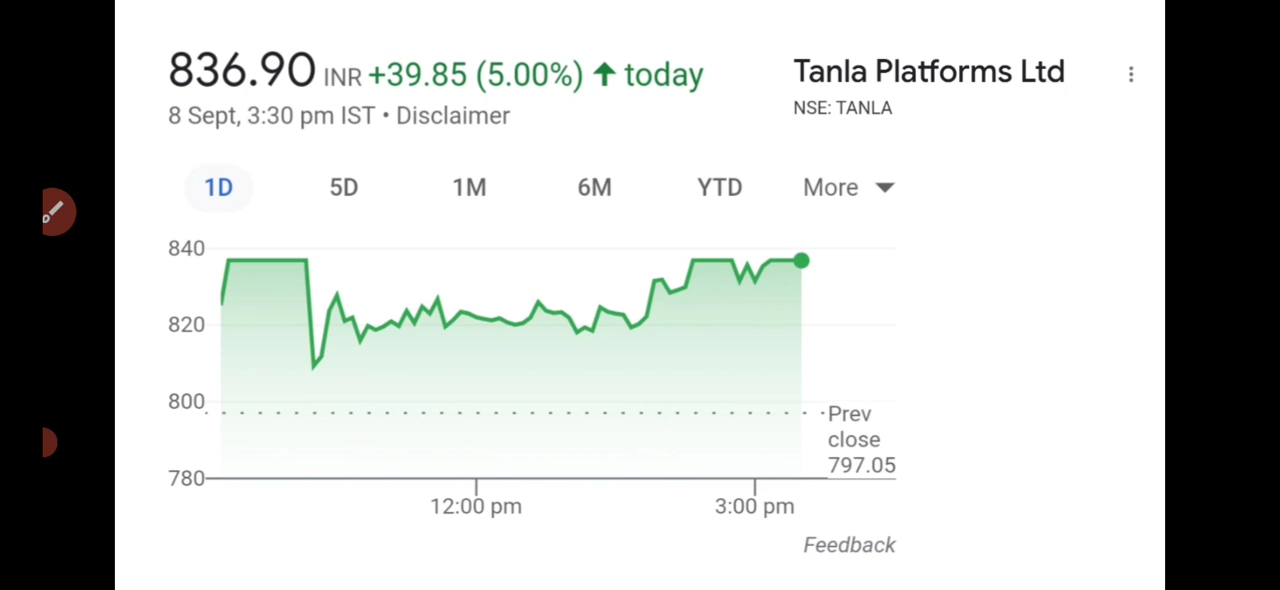 836.90 INR +39.85 (5.00%) ↑ today
8 Sept, 3:30 pm IST • Disclaimer
Tanla Platforms Ltd
NSE: TANLA
1D 5D 1M 6M YTD More
840
820
800
780
Prev
close
797.05
12:00 pm 3:00 pm
Feedback